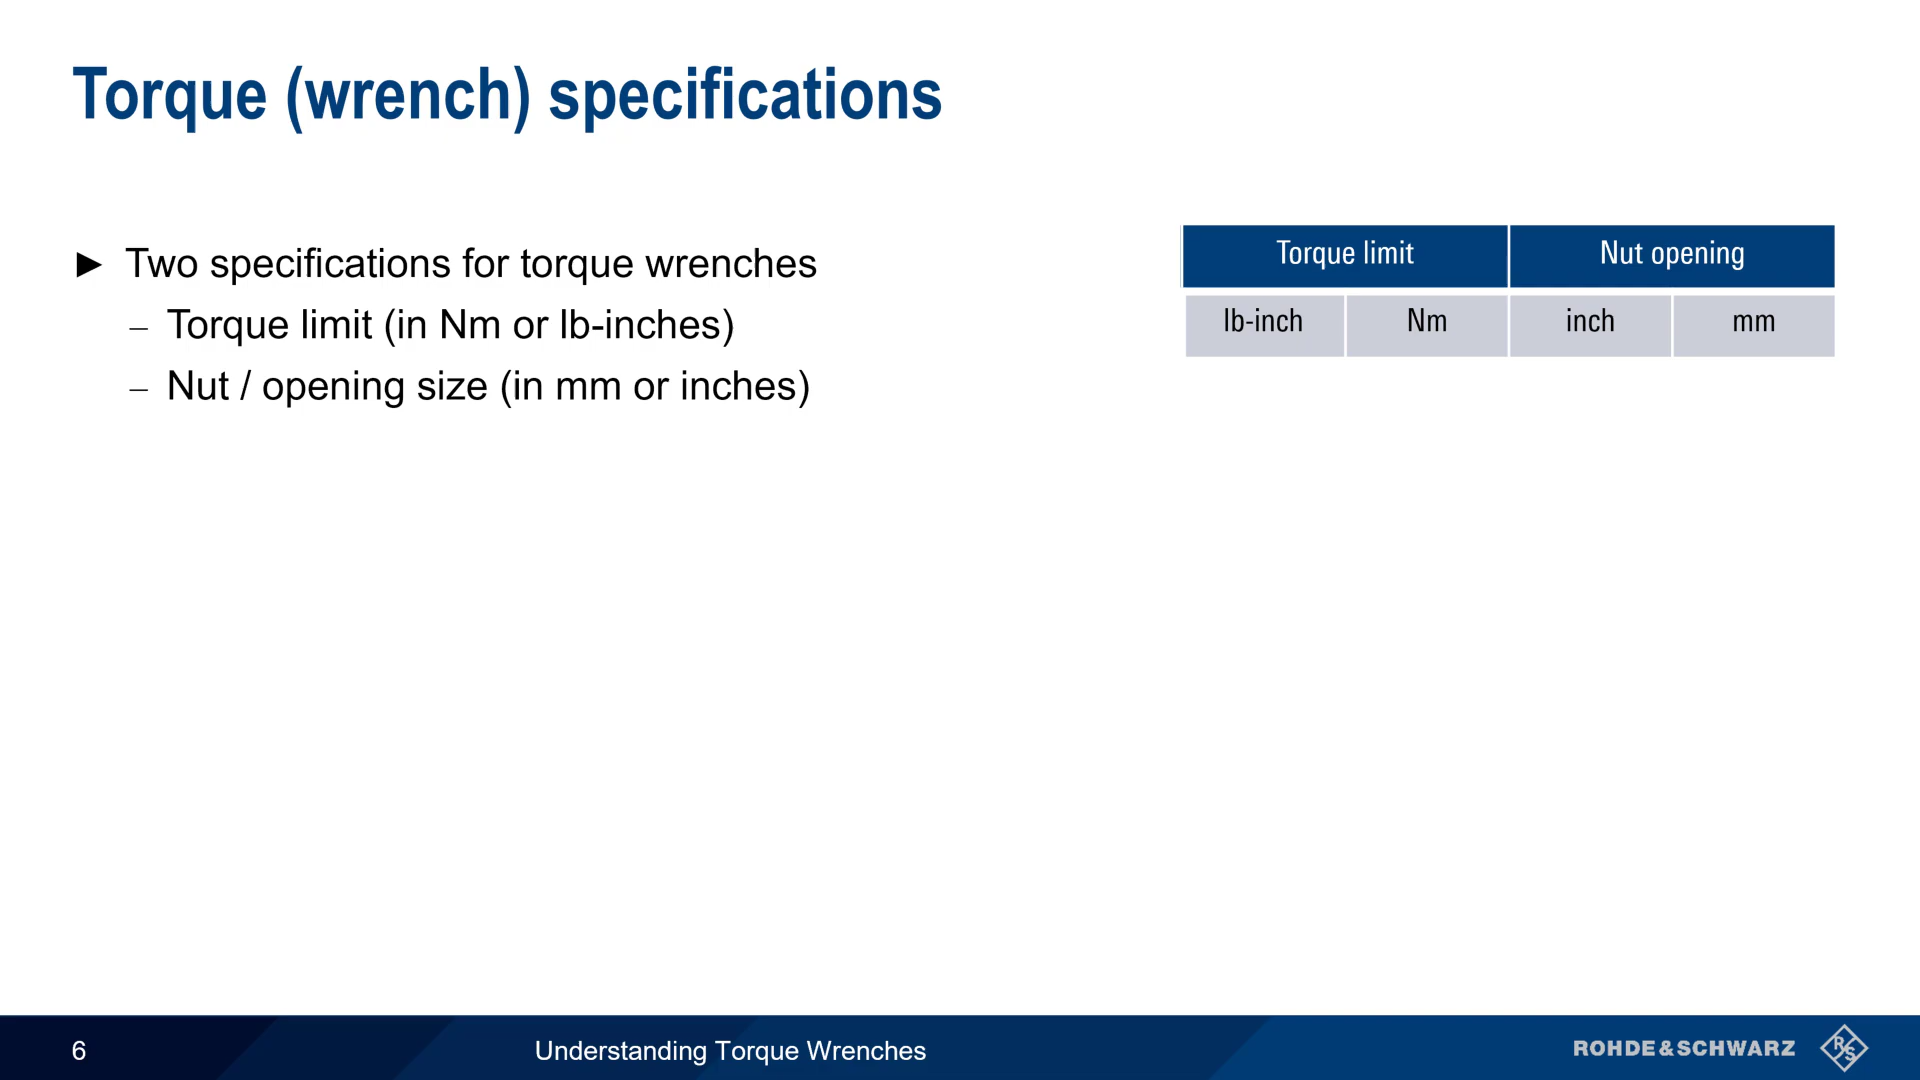 Torque (wrench) specifications
► Two specifications for torque wrenches
– Torque limit (in Nm or lb-inches)
– Nut / opening size (in mm or inches)
Torque limit Nut opening
lb-inch Nm inch mm
6 Understanding Torque Wrenches ROHDE&SCHWARZ R S